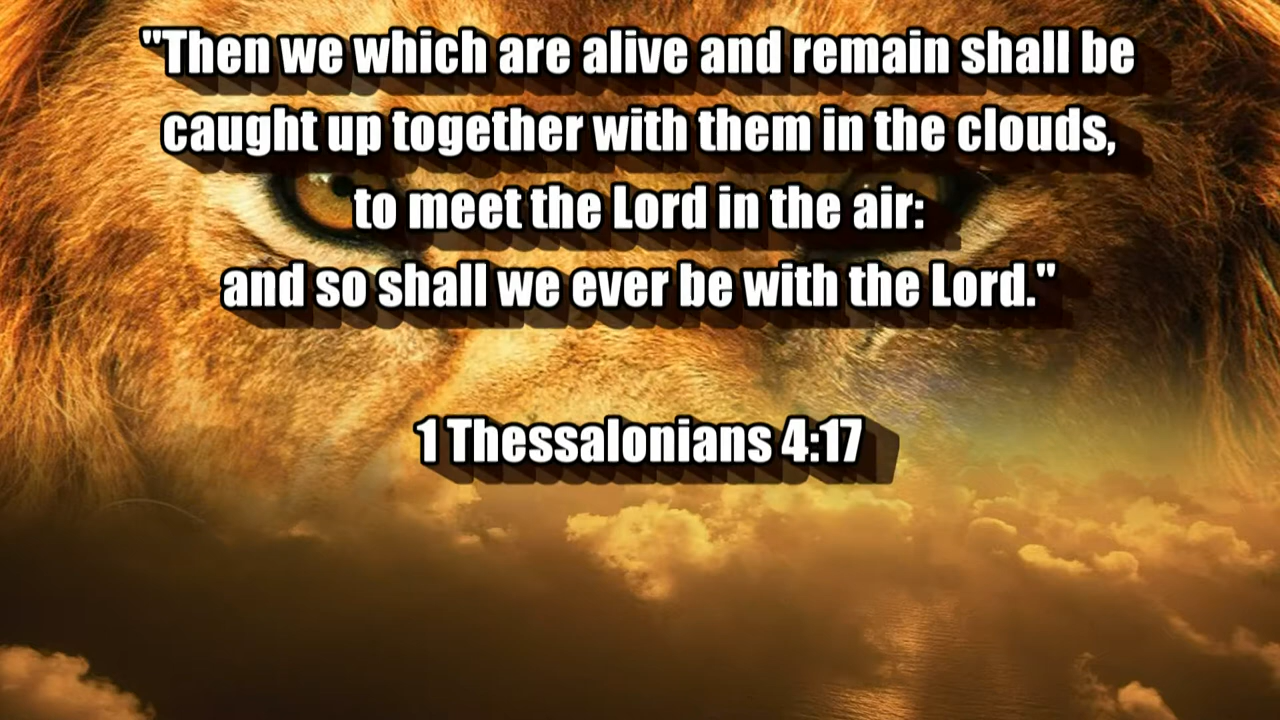 "Then we which are alive and remain shall be
caught up together with them in the clouds,
to meet the Lord in the air:
and so shall we ever be with the Lord."
1 Thessalonians 4:17